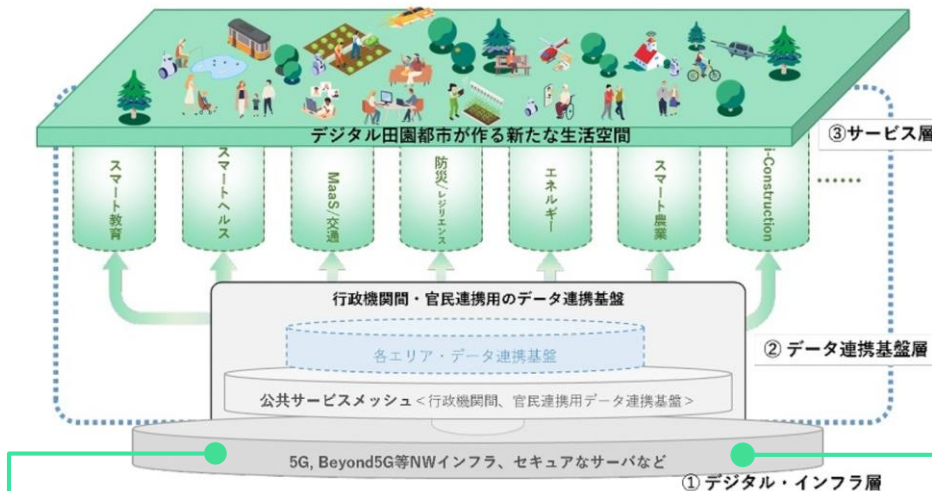 デジタル田園都市が作る新たな生活空間
③サービス層
スマート教育
スマートヘルス
MaaS/交通
防災/レジリエンス
エネルギー
スマート農業
i-Construction
……
行政機関間・官民連携用のデータ連携基盤
各エリア・データ連携基盤
② データ連携基盤層
公共サービスメッシュ<行政機関間、官民連携用データ連携基盤>
5G, Beyond5G等NWインフラ、セキュアなサーバなど
① デジタル・インフラ層